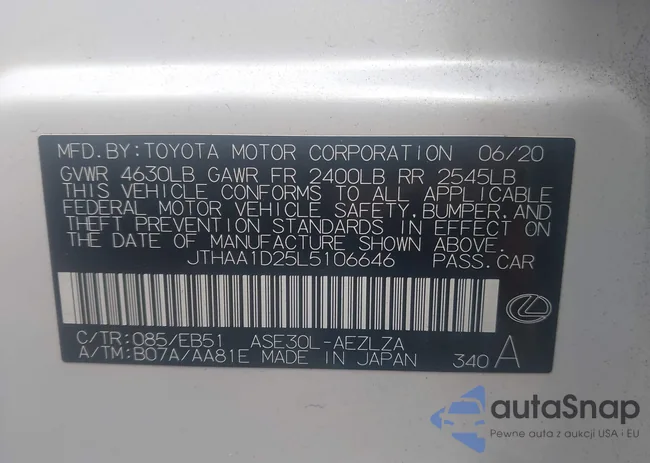 MFD.BY:TOYOTA MOTOR CORPORATION 06/20
GVWR 4630LB GAWR FR 2400LB RR 2545LB
THIS VEHICLE CONFORMS TO ALL APPLICABLE
FEDERAL MOTOR VEHICLE SAFETY,BUMPER,AND
THEFT PREVENTION STANDARDS IN EFFECT ON
THE DATE OF MANUFACTURE SHOWN ABOVE.
JTHAA1D25L5106646 PASS.CAR
C/TR:085/EB51 ASE30L-AEZLZA
A/TM:B07A/AA81E MADE IN JAPAN 340 A
autaSnap
Pewne auta z aukcji USA i EU